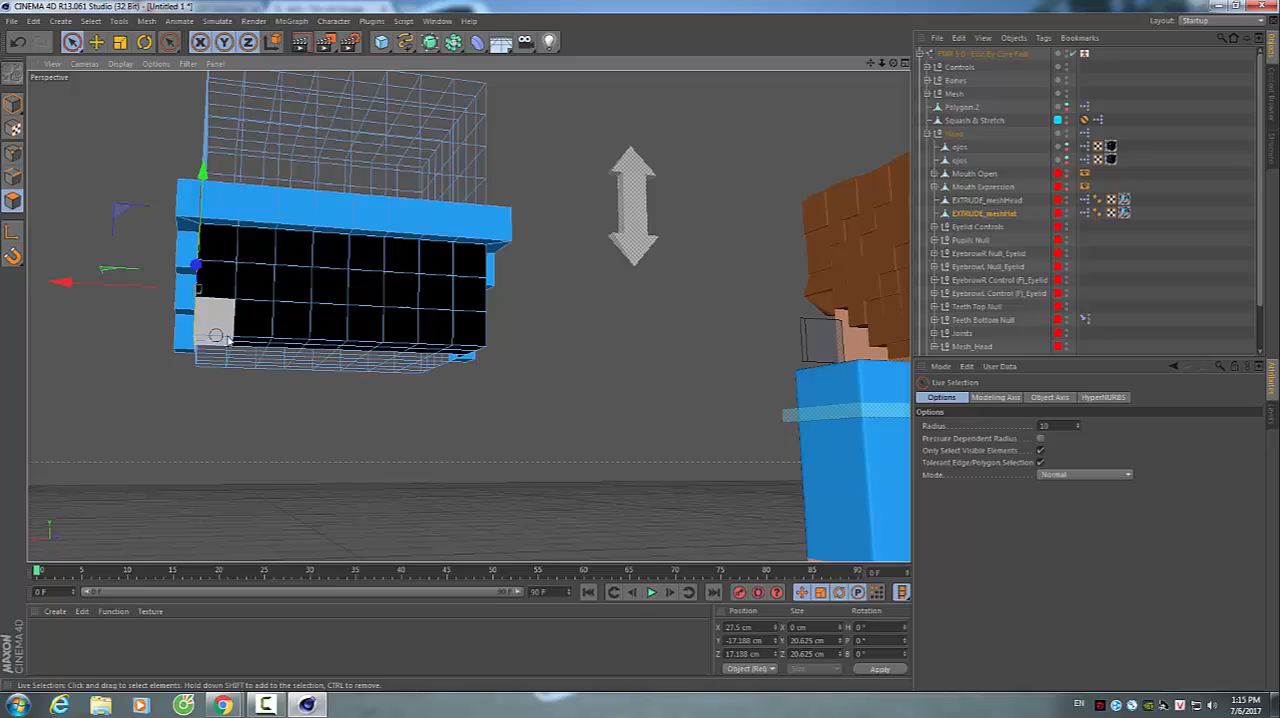 CINEMA 4D R13.061 Studio (32 Bit) - [Untitled 1 *]
File Edit Create Select Tools Mesh Animate Simulate Render MoGraph Character Plugins Script Window Help
Layout: Startup
View Cameras Display Options Filter Panel
Perspective
File Edit View Objects Tags Bookmarks
Controls
Bones
Mesh
Polygon.2
Squash & Stretch
Head
ojos
ojos
Mouth Open
Mouth Expression
EXTRUDE_meshHead
EXTRUDE_meshHat
Eyelid Controls
Pupils Null
EyebrowR Null_Eyelid
EyebrowL Null_Eyelid
EyebrowR Control (F)_Eyelid
EyebrowL Control (F)_Eyelid
Teeth Top Null
Teeth Bottom Null
Joints
Mesh_Head
Mode Edit User Data
Live Selection
Options Modeling Axis Object Axis HyperNURBS
Options
Radius 10
Pressure Dependent Radius
Only Select Visible Elements
Tolerant Edge/Polygon Selection
Mode Normal
0 5 10 15 20 25 30 35 40 45 50 55 60 65 70 75 80 85 90 0 F
0 F 0 F 90 F 90 F
Create Edit Function Texture
Position Size Rotation
X 27.5 cm X 0 cm H 0 °
Y -17.188 cm Y 20.625 cm P 0 °
Z 17.188 cm Z 20.625 cm B 0 °
Object (Rel) Size Apply
MAXON CINEMA 4D
Live Selection: Click and drag to select elements. Hold down SHIFT to add to the selection, CTRL to remove.
EN
1:15 PM
7/6/2017